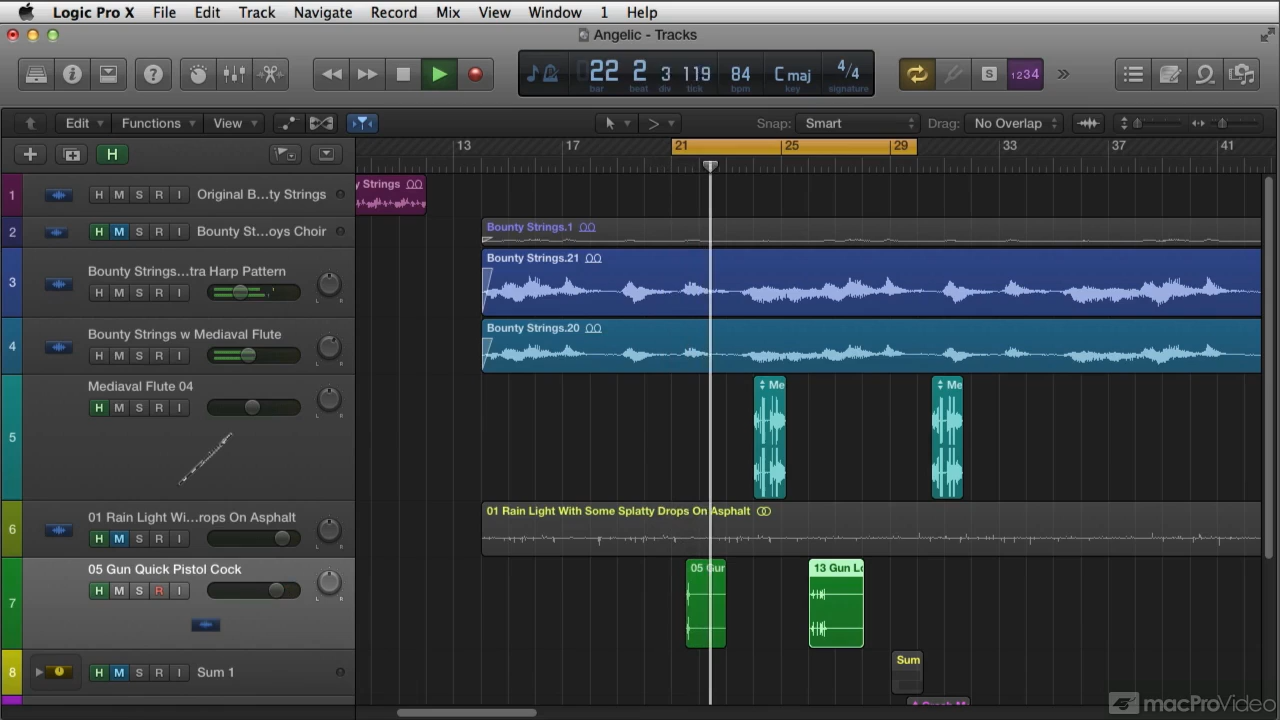 Logic Pro X File Edit Track Navigate Record Mix View Window 1 Help
Angelic - Tracks
22 2 3 119 84 C maj 4/4
bar beat div tick bpm key signature
S 1234
Edit Functions View Snap: Smart Drag: No Overlap
H 13 17 21 25 29 33 37 41
1 H M S R I Original B...ty Strings
y Strings
2 H M S R I Bounty St...oys Choir
Bounty Strings.1
3 Bounty Strings...tra Harp Pattern
H M S R I L R
Bounty Strings.21
4 Bounty Strings w Mediaval Flute
H M S R I L R
Bounty Strings.20
5 Mediaval Flute 04
H M S R I L R
Me Me
6 01 Rain Light Wi...rops On Asphalt
H M S R I L R
01 Rain Light With Some Splatty Drops On Asphalt
7 05 Gun Quick Pistol Cock
H M S R I L R
05 Gur 13 Gun Lo
8 H M S R I Sum 1
Sum
macProVideo